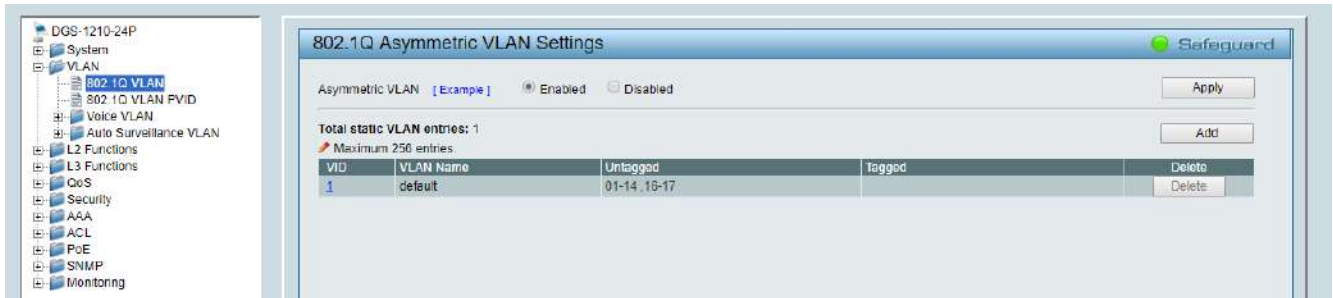 DGS-1210-24P
System
VLAN
802.1Q VLAN
802.1Q VLAN PVID
Voice VLAN
Auto Surveillance VLAN
L2 Functions
L3 Functions
QoS
Security
AAA
ACL
PoE
SNMP
Monitoring
802.1Q Asymmetric VLAN Settings
Safeguard
Asymmetric VLAN [ Example ] Enabled Disabled Apply
Total static VLAN entries: 1
Add
Maximum 256 entries.
VID VLAN Name Untagged Tagged Delete
1 default 01-14 ,16-17 Delete